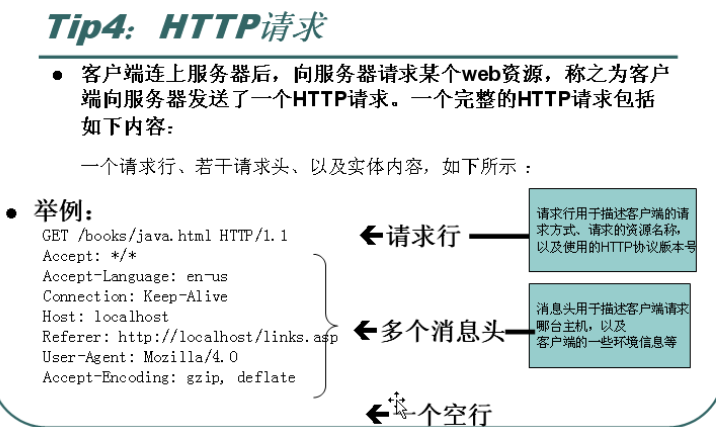 Tip4：HTTP请求
● 客户端连上服务器后，向服务器请求某个web资源，称之为客户
端向服务器发送了一个HTTP请求。一个完整的HTTP请求包括
如下内容：
一个请求行、若干请求头、以及实体内容，如下所示：
● 举例：
GET /books/java.html HTTP/1.1
Accept: */*
Accept-Language: en-us
Connection: Keep-Alive
Host: localhost
Referer: http://localhost/links.asp
User-Agent: Mozilla/4.0
Accept-Encoding: gzip, deflate
请求行
请求行用于描述客户端的请
求方式、请求的资源名称，
以及使用的HTTP协议版本号
多个消息头
消息头用于描述客户端请求
哪台主机，以及
客户端的一些环境信息等
一个空行